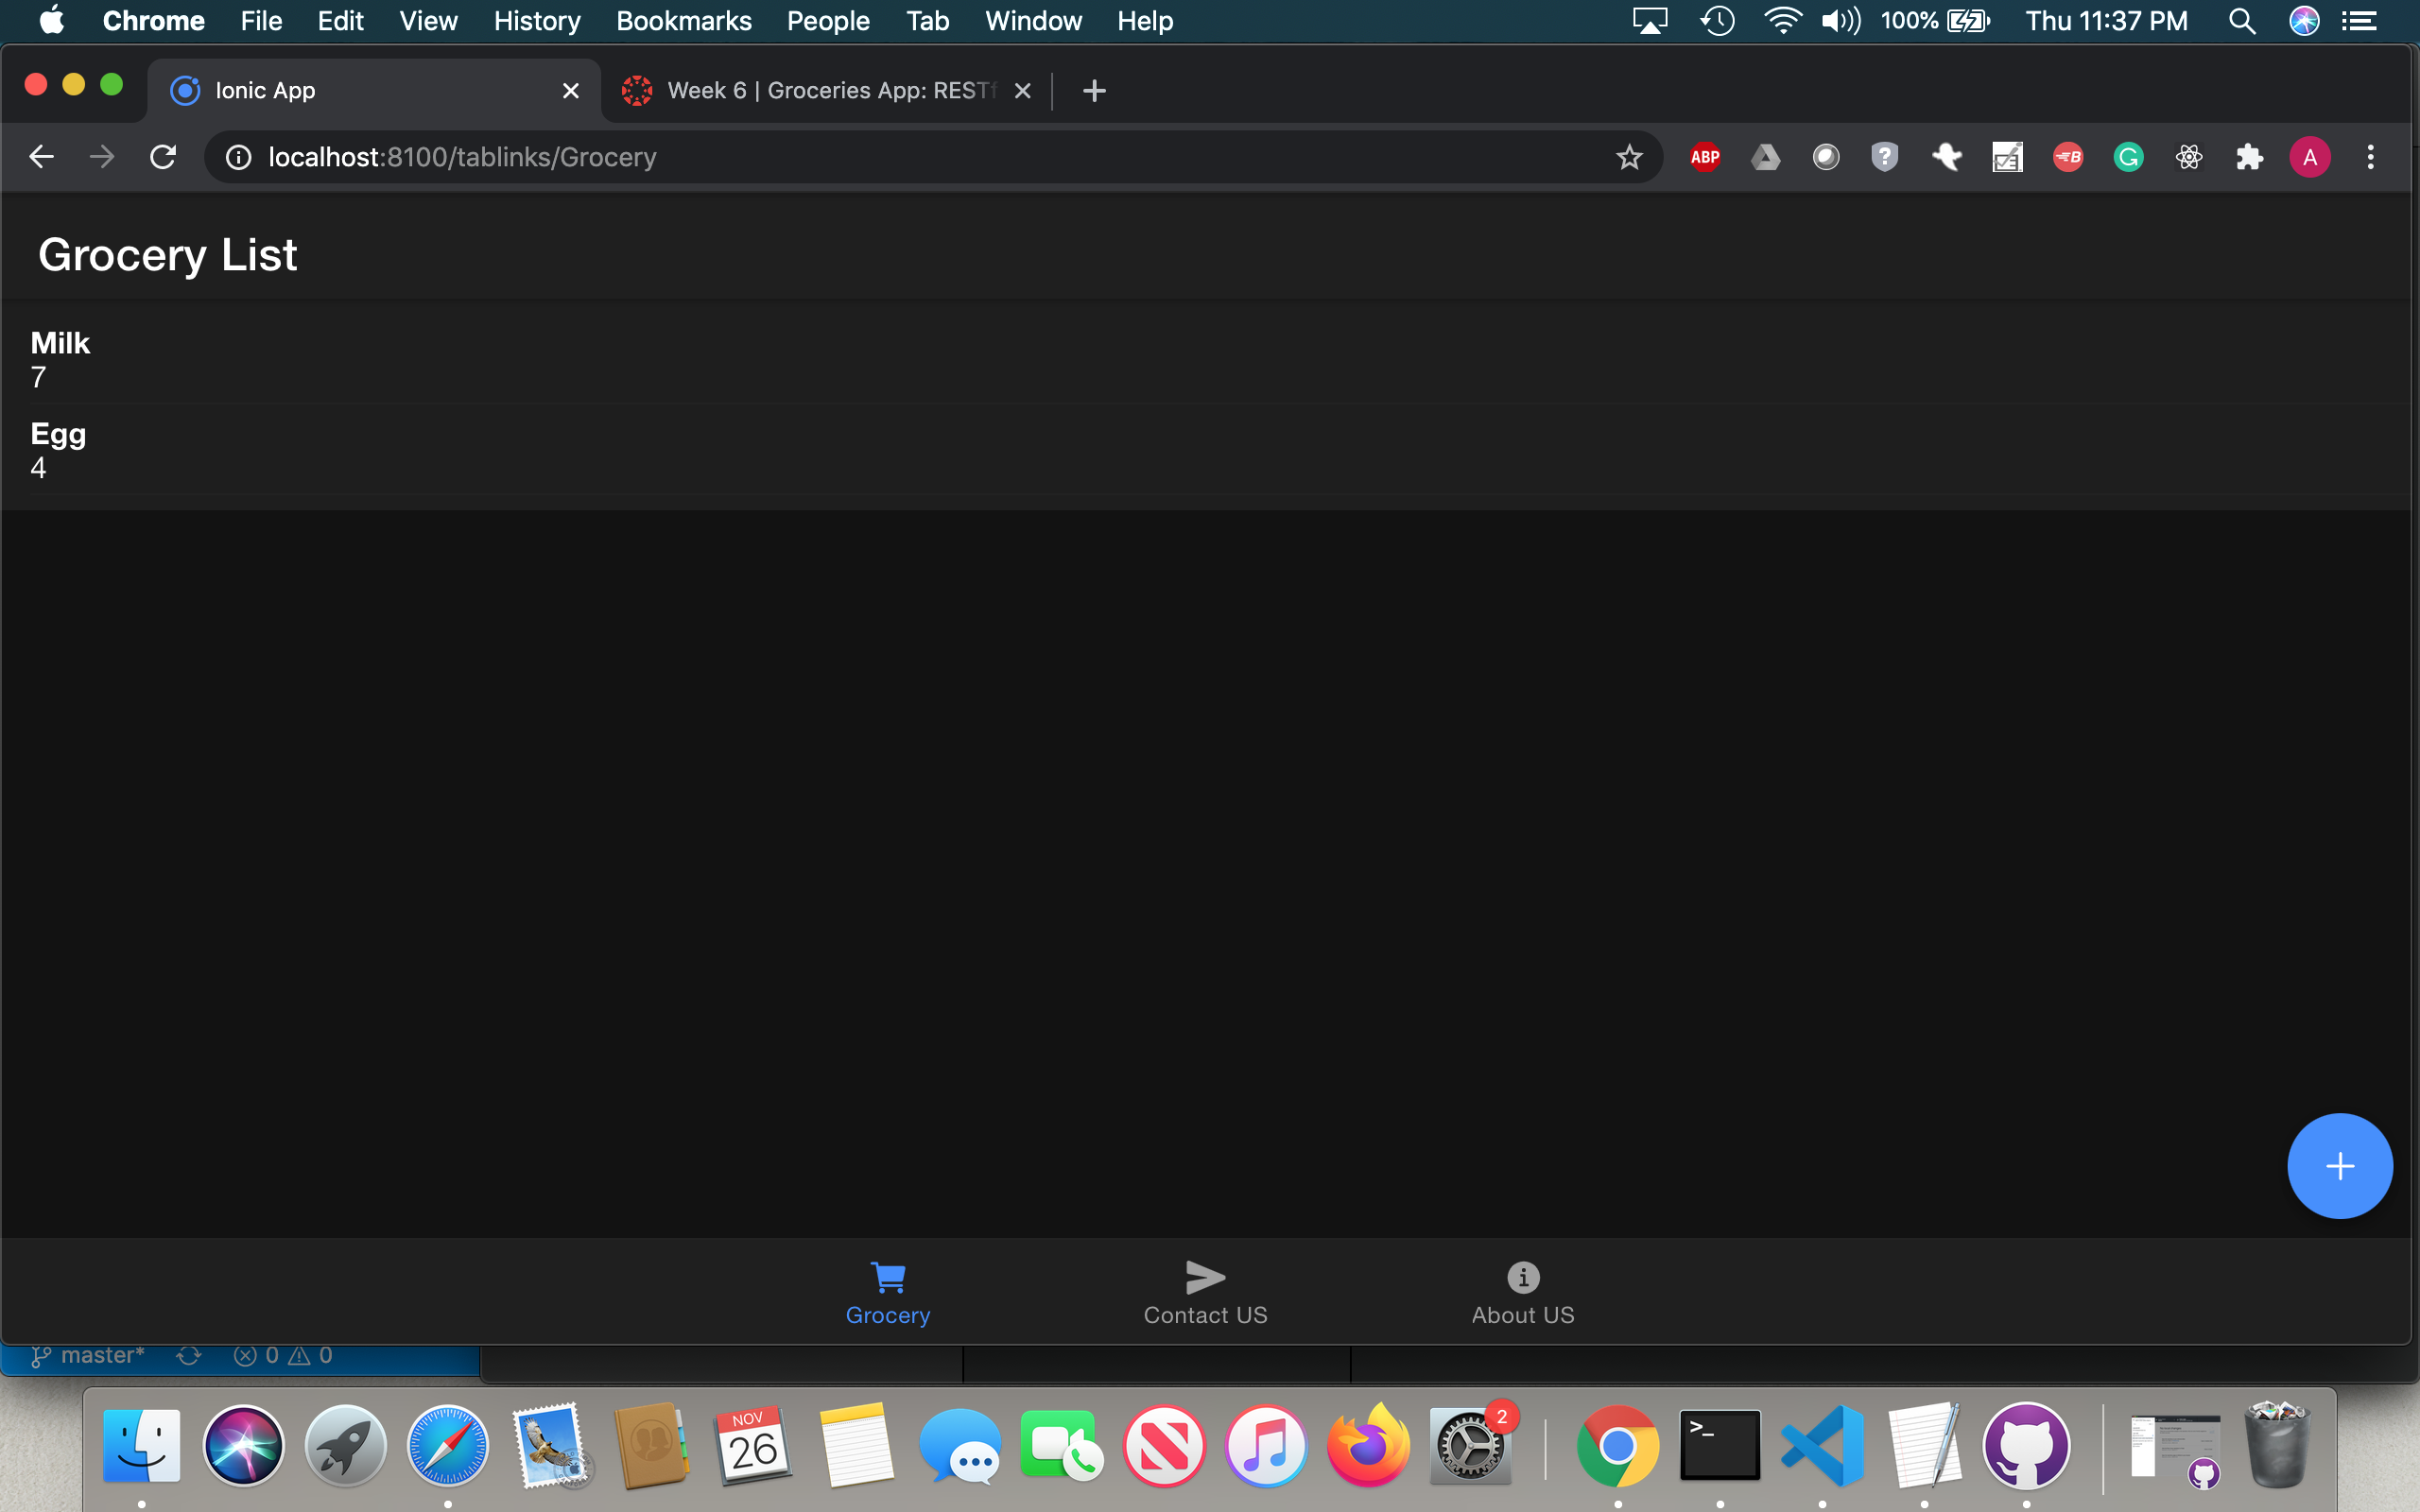 Chrome File Edit View History Bookmarks People Tab Window Help 100% Thu 11:37 PM
Ionic App Week 6 | Groceries App: REST
localhost:8100/tablinks/Grocery ABP B G A
Grocery List
Milk
7
Egg
4
Grocery Contact US About US
master* 0 0
NOV
26
2
>_